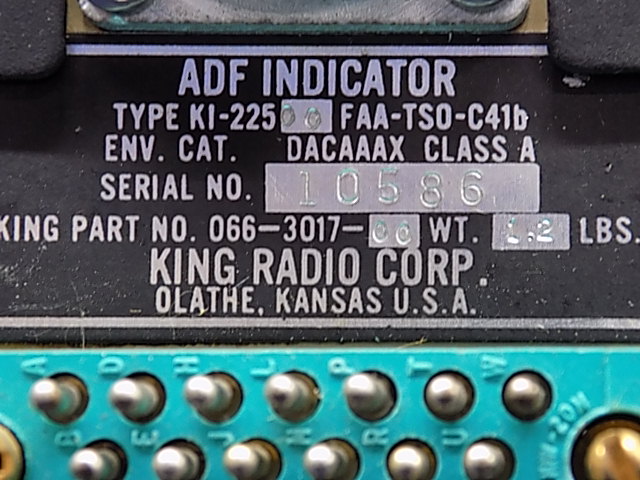 ADF INDICATOR
TYPE KI-225 00 FAA-TSO-C41b
ENV. CAT. DACAAAX CLASS A
SERIAL NO. 10586
KING PART NO. 066-3017-00 WT. 1.2 LBS.
KING RADIO CORP.
OLATHE, KANSAS U.S.A.
A D H L P T W
B E J R U